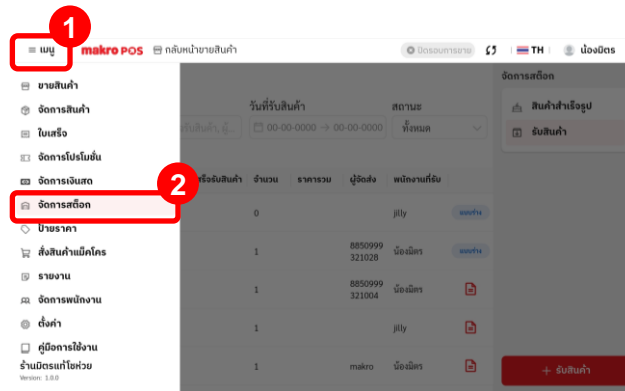 1
เมนู
makro POS
กลับหน้าขายสินค้า
ปิดรอบการขาย
TH
น้องมิตร
จัดการสต็อก
ขายสินค้า
จัดการสินค้า
ใบเสร็จ
จัดการโปรโมชั่น
จัดการเงินสด
2
จัดการสต็อก
ป้ายราคา
สั่งสินค้าแม็คโคร
รายงาน
จัดการพนักงาน
ตั้งค่า
คู่มือการใช้งาน
ร้านมิตรแท้โชห่วย
Version: 1.8.0
วันที่รับสินค้า
สถานะ
00-00-0000 → 00-00-0000
ทั้งหมด
จำนวน ราคารวม ผู้จัดส่ง พนักงานที่รับ
0 jilly แบบร่าง
1 8850999321028 น้องมิตร แบบร่าง
1 8850999321004 น้องมิตร
1 jilly
1 makro น้องมิตร
สินค้าสำเร็จรูป
รับสินค้า
+ รับสินค้า